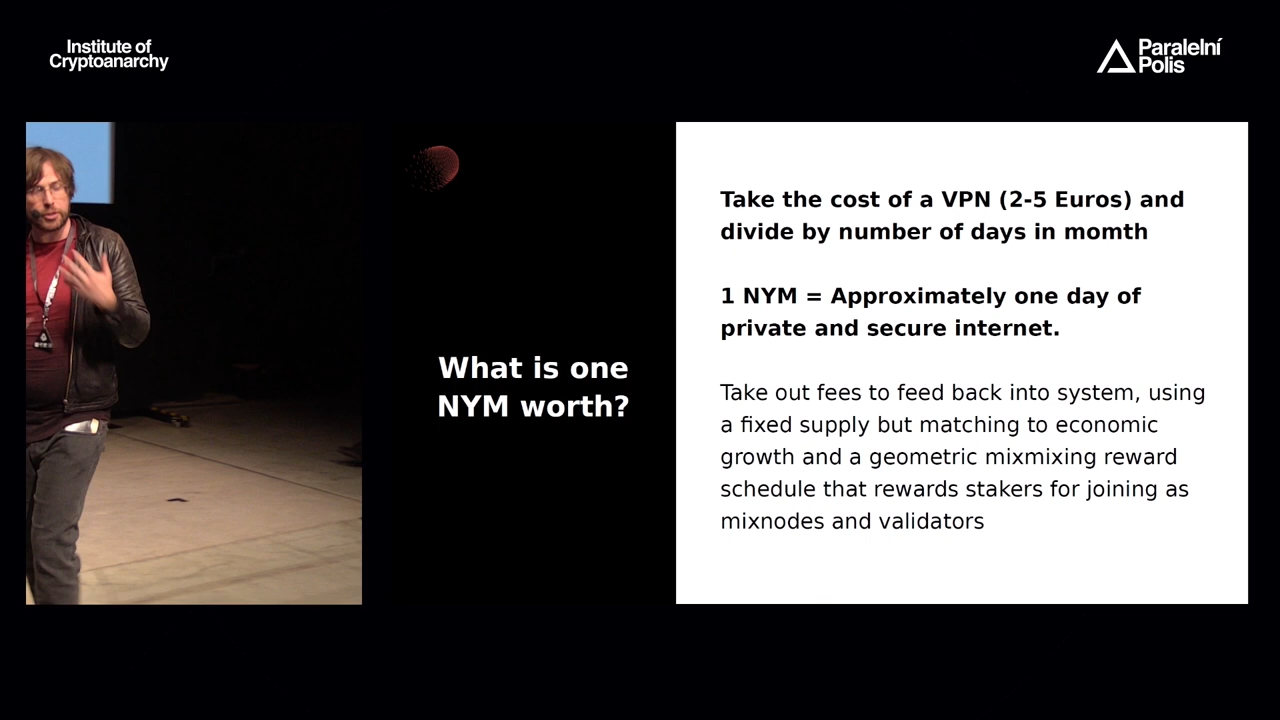 Institute of
Cryptoanarchy
Paralelní
Polis
What is one
NYM worth?
Take the cost of a VPN (2-5 Euros) and
divide by number of days in momth
1 NYM = Approximately one day of
private and secure internet.
Take out fees to feed back into system, using
a fixed supply but matching to economic
growth and a geometric mixmixing reward
schedule that rewards stakers for joining as
mixnodes and validators